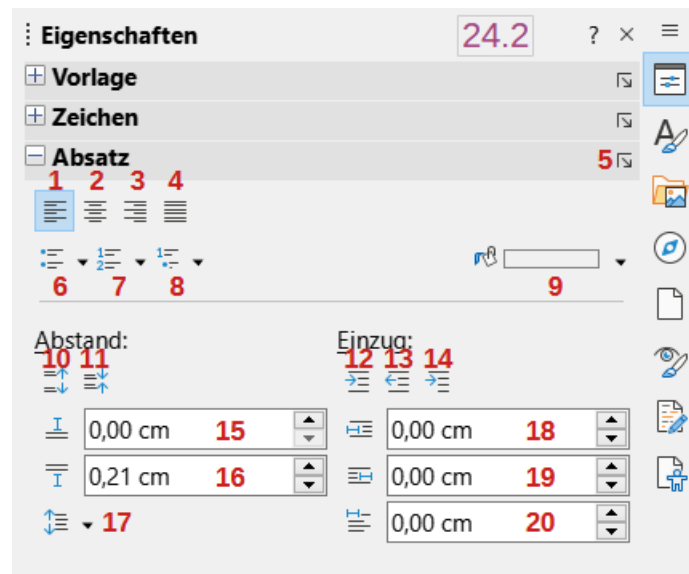 Eigenschaften 24.2 ?
Vorlage
Zeichen
Absatz 5
1 2 3 4
6 7 8 9
Abstand: Einzug:
10 11 12 13 14
0,00 cm 15 0,00 cm 18
0,21 cm 16 0,00 cm 19
17 0,00 cm 20